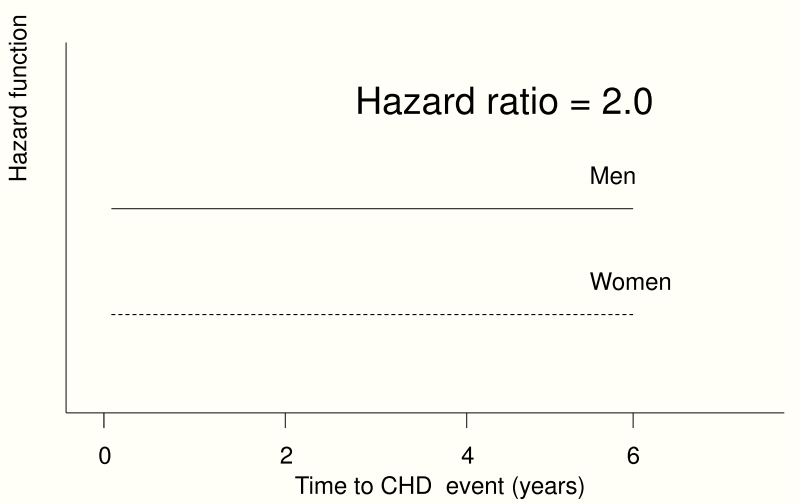 Hazard function
Hazard ratio = 2.0
Men
Women
0 2 4 6
Time to CHD  event (years)